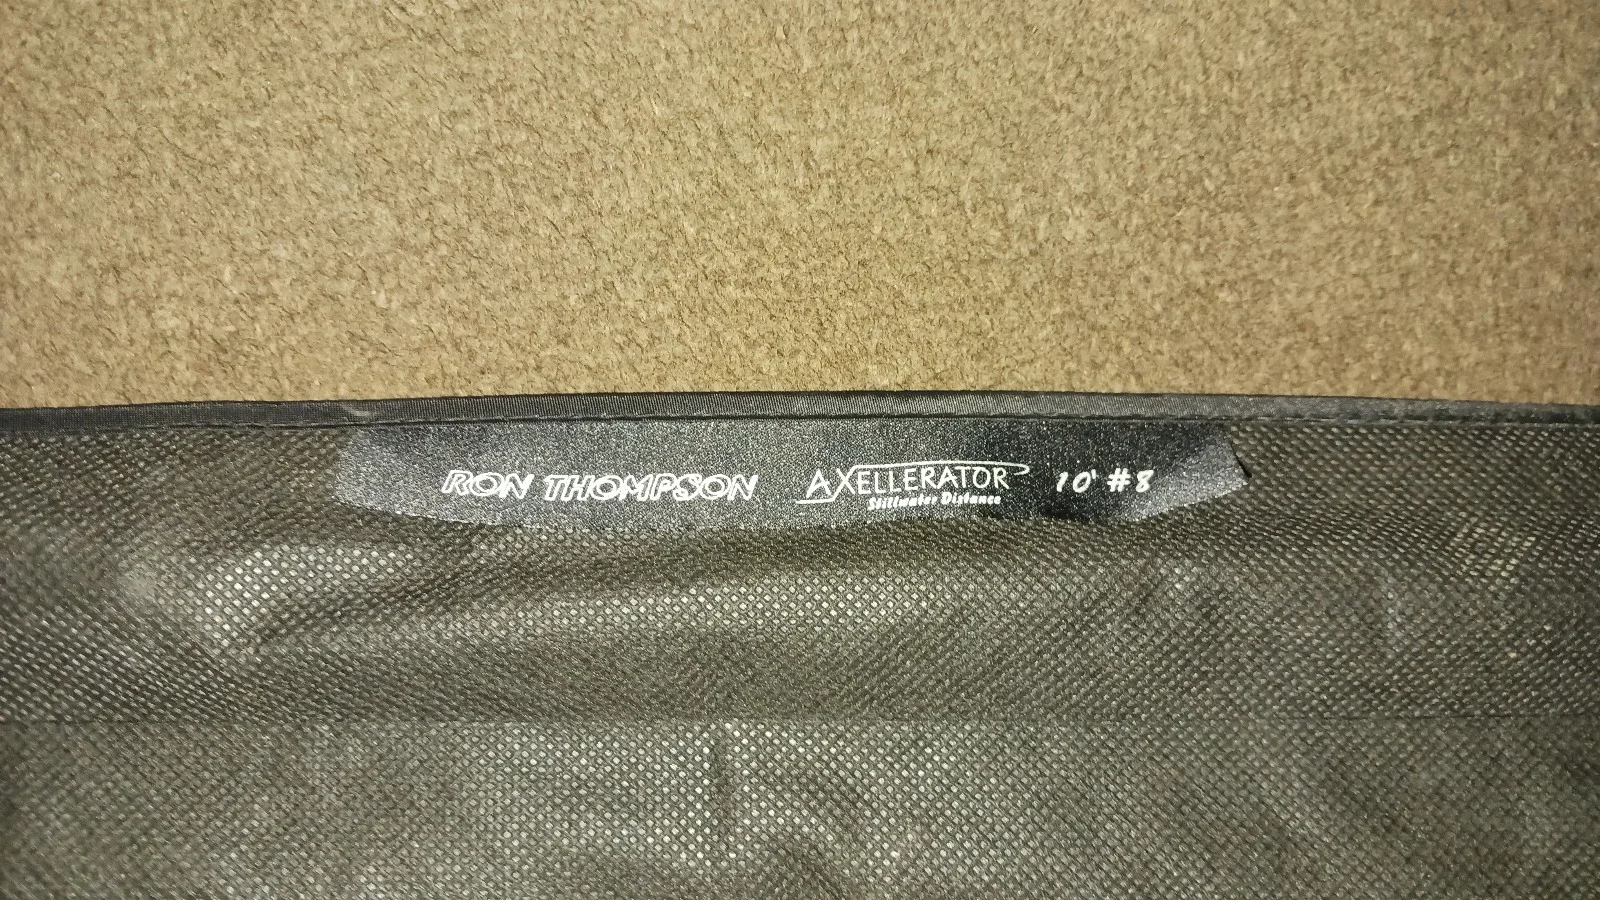 RON THOMPSON AXELLERATOR 10' #8
Stillwater Distance